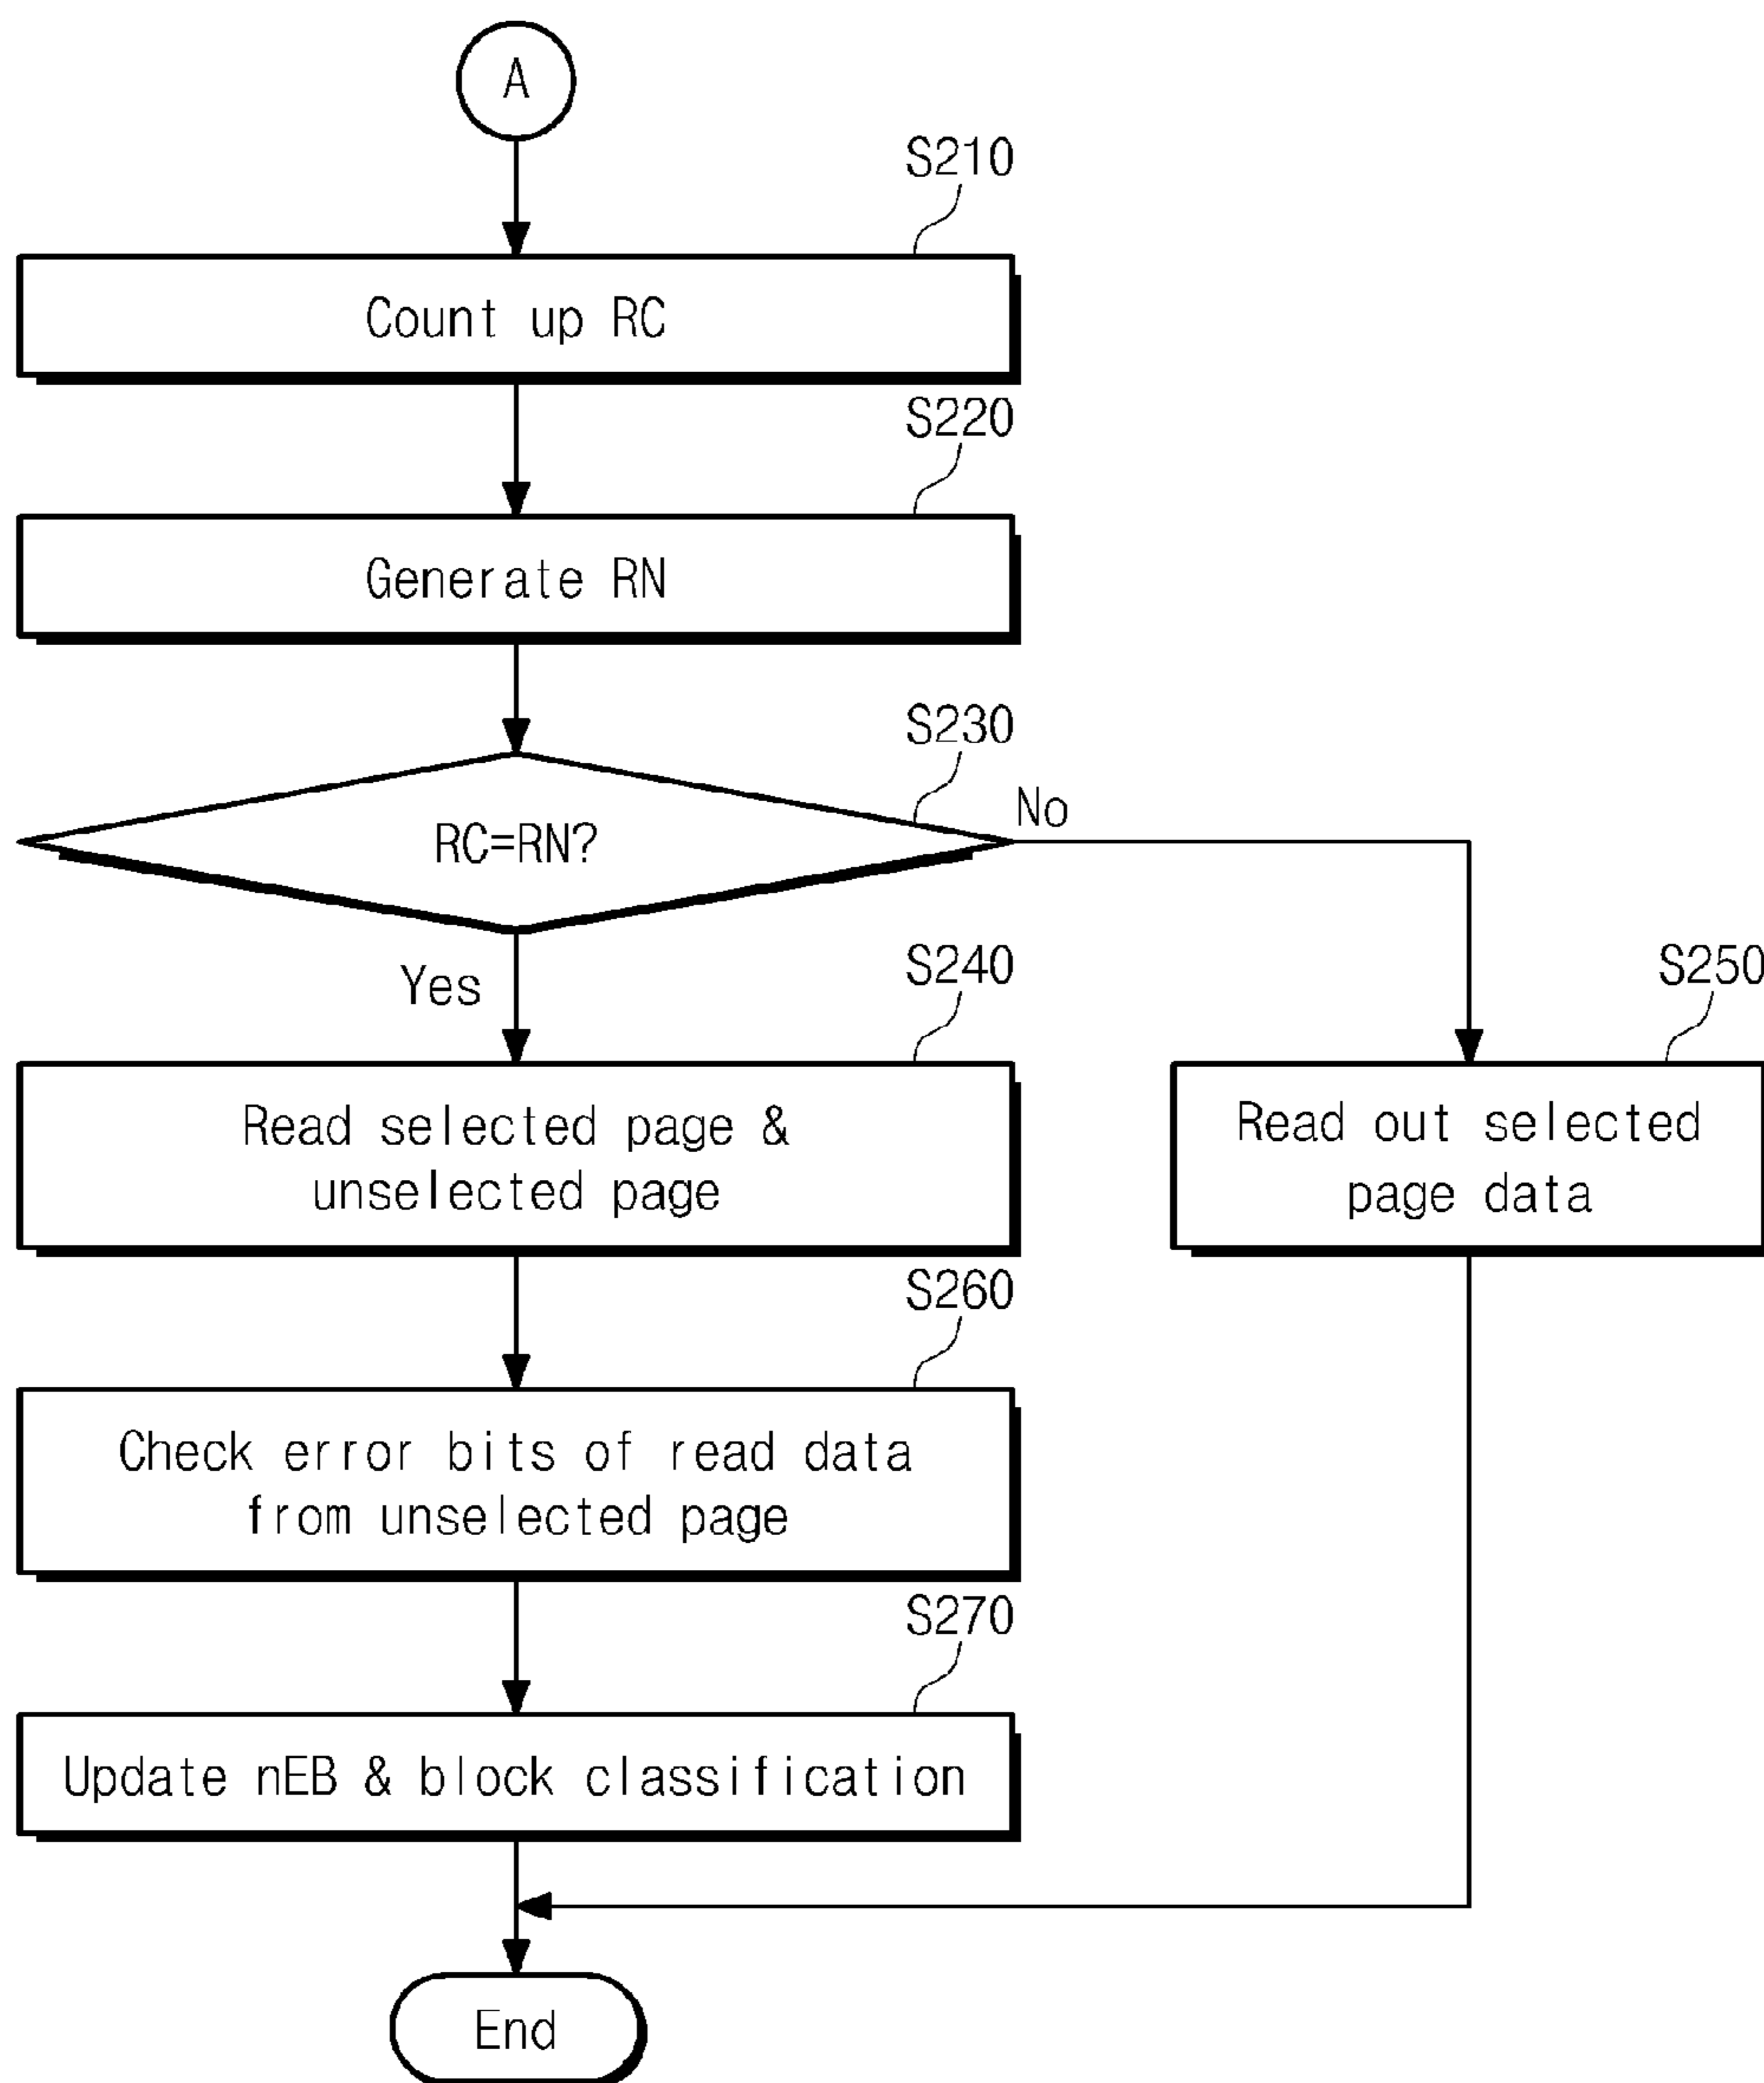 A
S210
Count up RC
S220
Generate RN
S230
RC=RN?
No
Yes
S240
Read selected page &
unselected page
S250
Read out selected
page data
S260
Check error bits of read data
from unselected page
S270
Update nEB & block classification
End